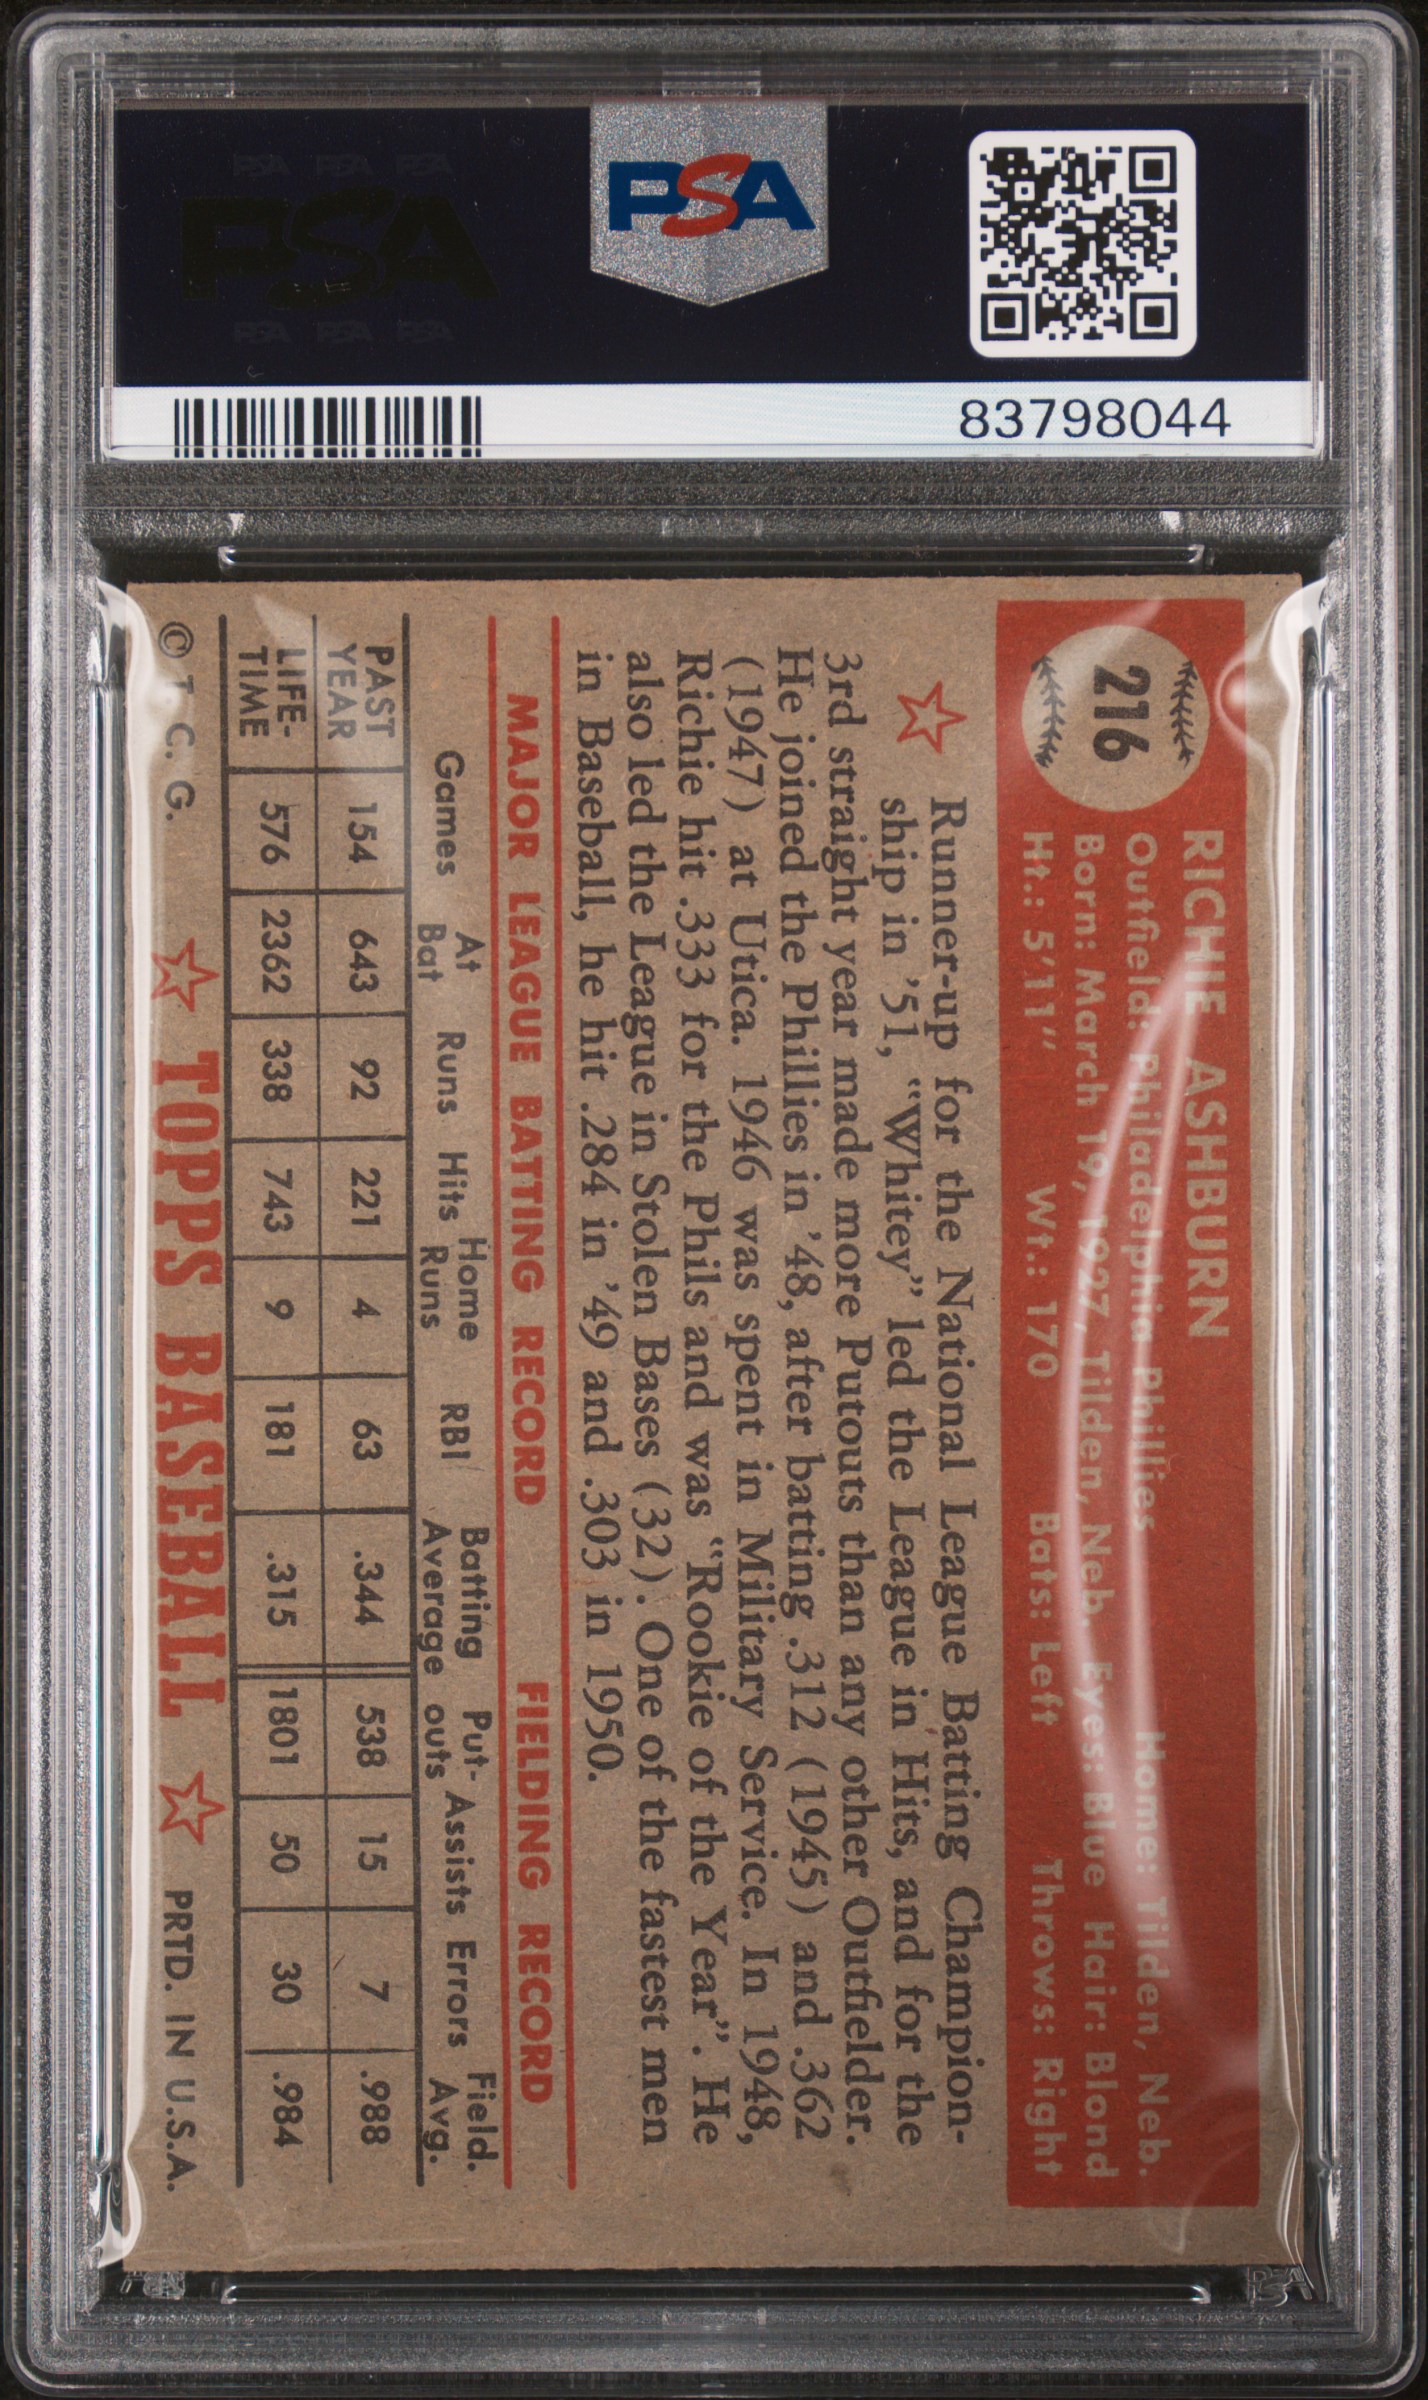 PSA PSA PSA
PSA
PSA PSA PSA
PSA
83798044
216
RICHIE ASHBURN
Outfield: Philadelphia Phillies Home: Tilden, Neb.
Born: March 19, 1927, Tilden, Neb. Eyes: Blue Hair: Blond
Ht.: 5'11" Wt.: 170 Bats: Left Throws: Right
Runner-up for the National League Batting Champion-
ship in '51, "Whitey" led the League in Hits, and for the
3rd straight year made more Putouts than any other Outfielder.
He joined the Phillies in '48, after batting .312 (1945) and .362
(1947) at Utica. 1946 was spent in Military Service. In 1948,
Richie hit .333 for the Phils and was "Rookie of the Year". He
also led the League in Stolen Bases (32). One of the fastest men
in Baseball, he hit .284 in '49 and .303 in 1950.
MAJOR LEAGUE BATTING RECORD FIELDING RECORD
Games At Bat Runs Hits Home Runs RBI Batting Average Put-outs Assists Errors Field. Avg.
PAST YEAR 154 643 92 221 4 63 .344 538 15 7 .988
LIFE-TIME 576 2362 338 743 9 181 .315 1801 50 30 .984
© T. C. G. TOPPS BASEBALL PRTD. IN U.S.A.
PSA
PSA